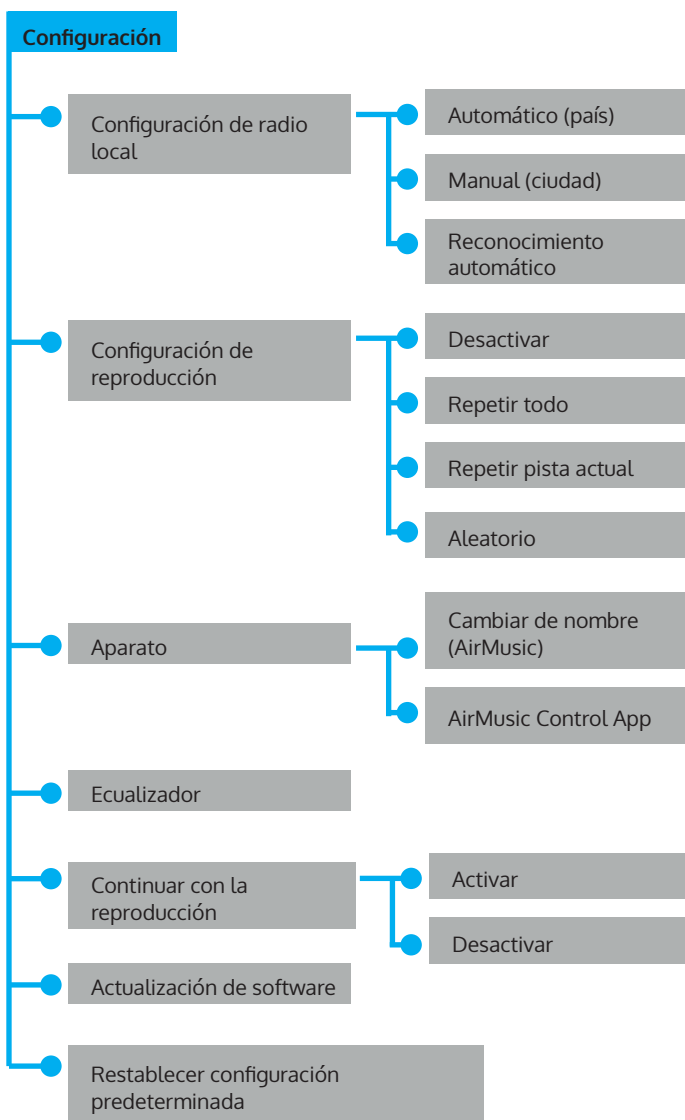 Configuración
Configuración de radio
local
Automático (país)
Manual (ciudad)
Reconocimiento
automático
Configuración de
reproducción
Desactivar
Repetir todo
Repetir pista actual
Aleatorio
Aparato
Cambiar de nombre
(AirMusic)
AirMusic Control App
Ecualizador
Continuar con la
reproducción
Activar
Desactivar
Actualización de software
Restablecer configuración
predeterminada